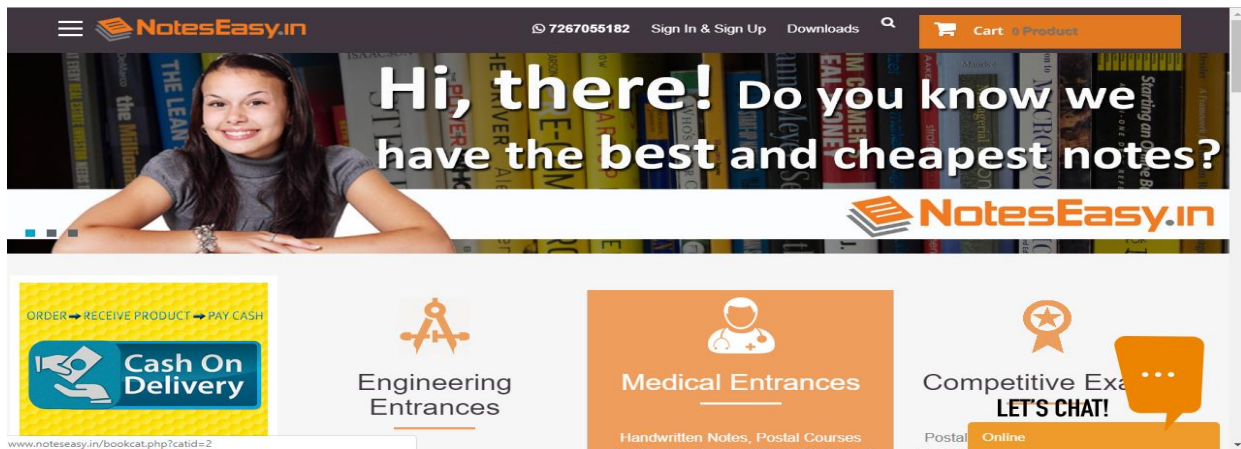 NotesEasy.in
7267055182 Sign In & Sign Up Downloads
Cart 0 Product
Hi, there! Do you know we
have the best and cheapest notes?
NotesEasy.in
ORDER → RECEIVE PRODUCT → PAY CASH
Cash On
Delivery
Engineering
Entrances
Medical Entrances
Handwritten Notes, Postal Courses
Competitive Exa
Postal
LET'S CHAT!
Online
www.noteseasy.in/bookcat.php?catid=2